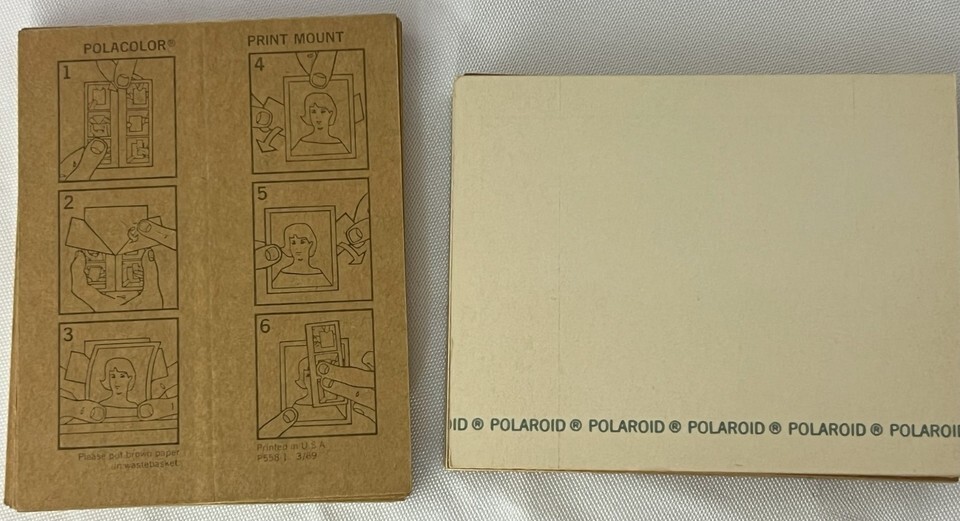 POLACOLOR® PRINT MOUNT
1
4
2
5
3
6
Please put brown paper
in wastebasket
Printed in U.S.A.
P558 1 3/69
ID ® POLAROID ® POLAROID ® POLAROID ® POLAROID ® POLAROI